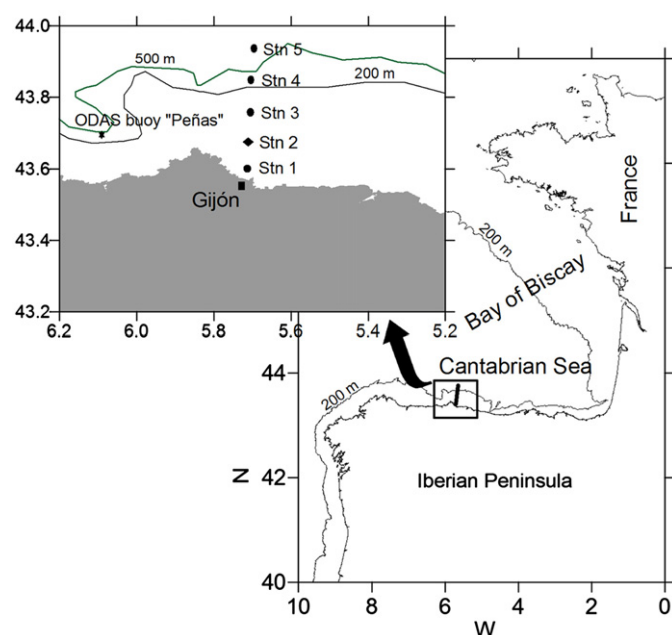 44.0
Stn 5
500 m
Stn 4
200 m
43.8
Stn 3
ODAS buoy "Peñas"
Stn 2
43.6
Stn 1
Gijón
43.4
43.2
6.2
6.0
5.8
5.6
5.4
5.2
France
200 m
Bay of Biscay
Cantabrian Sea
44
200 m
42
N
Iberian Peninsula
40
10
8
6
4
2
0
W